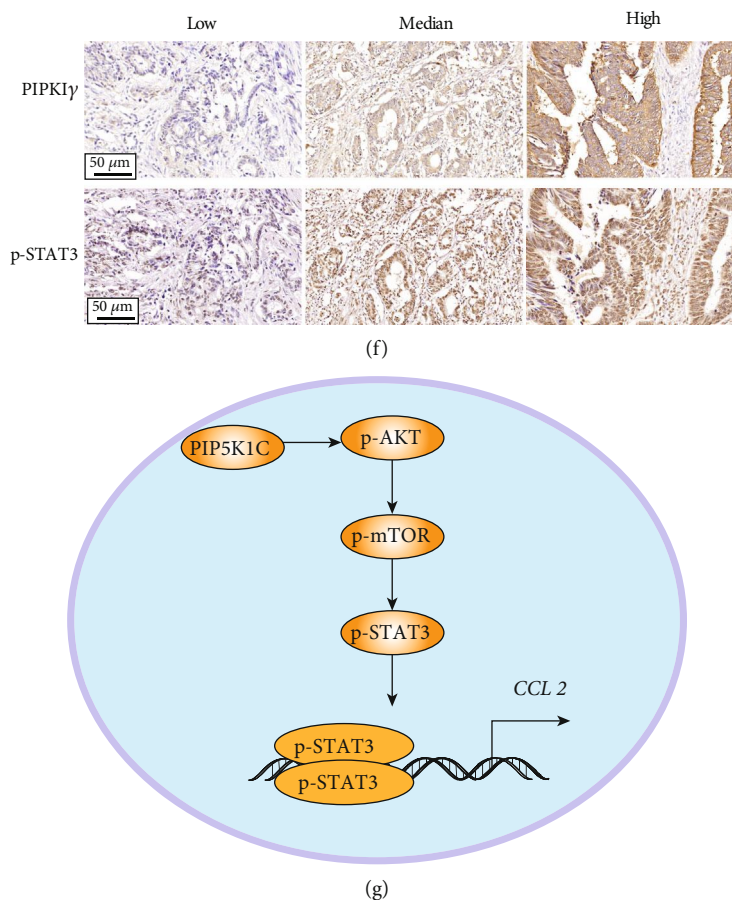 Low Median High
PIPKIγ
50 μm
p-STAT3
50 μm
(f)
PIP5K1C
p-AKT
p-mTOR
p-STAT3
CCL 2
p-STAT3
p-STAT3
(g)